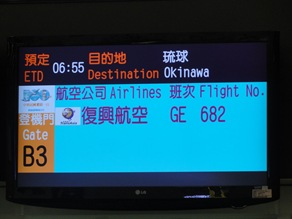 預定 目的地 琉球
ETD 06:55 Destination Okinawa
航空公司 Airlines 班次 Flight No.
登機門 復興航空 GE 682
Gate
B3
LG